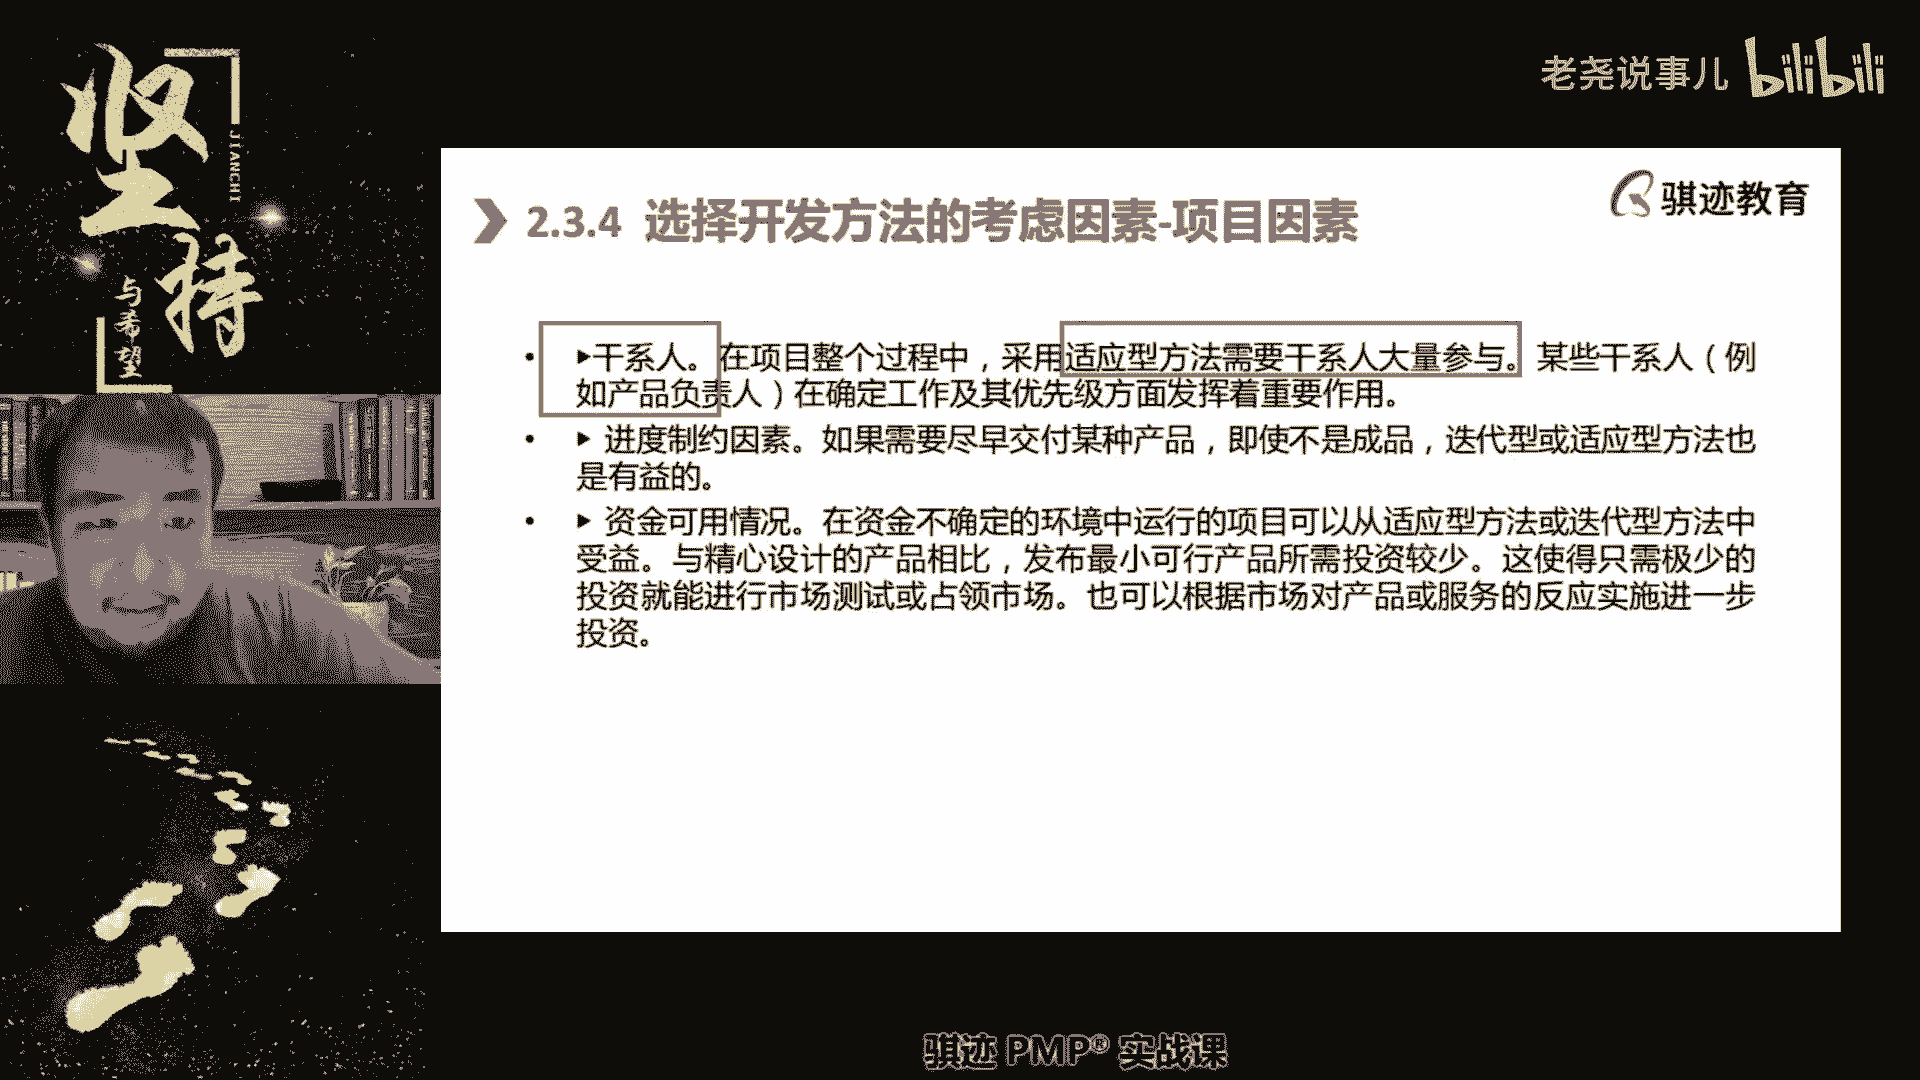 坚持
JIANCHI
与希望
老尧说事儿 bilibili
骐迹教育
2.3.4 选择开发方法的考虑因素-项目因素
• ▶干系人。在项目整个过程中，采用适应型方法需要干系人大量参与。某些干系人（例
如产品负责人）在确定工作及其优先级方面发挥着重要作用。
• ▶ 进度制约因素。如果需要尽早交付某种产品，即使不是成品，迭代型或适应型方法也
是有益的。
• ▶ 资金可用情况。在资金不确定的环境中运行的项目可以从适应型方法或迭代型方法中
受益。与精心设计的产品相比，发布最小可行产品所需投资较少。这使得只需极少的
投资就能进行市场测试或占领市场。也可以根据市场对产品或服务的反应实施进一步
投资。
骐迹 PMP® 实战课